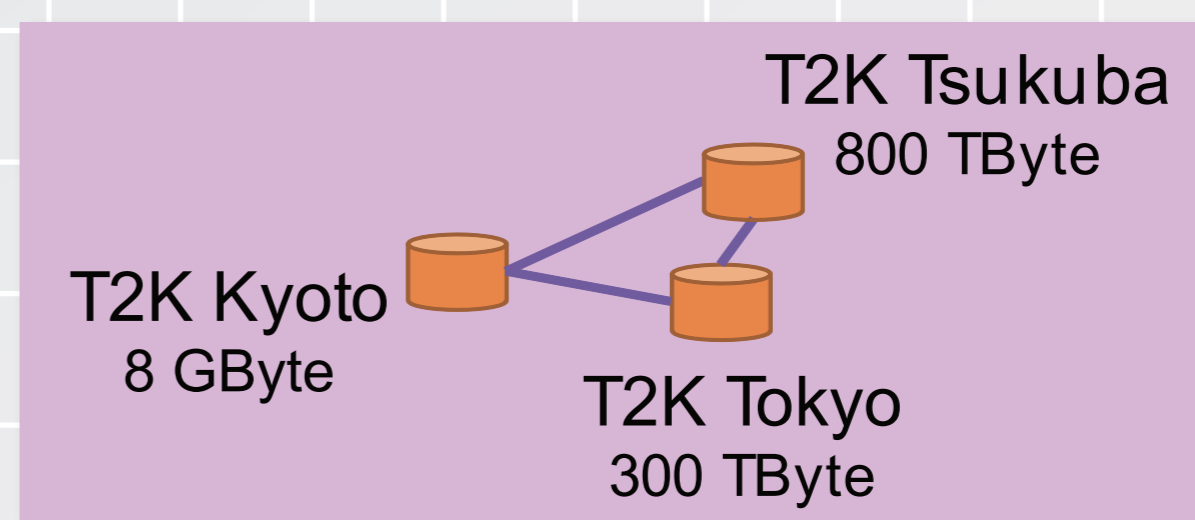 T2K Tsukuba
800 TByte
T2K Kyoto
8 GByte
T2K Tokyo
300 TByte